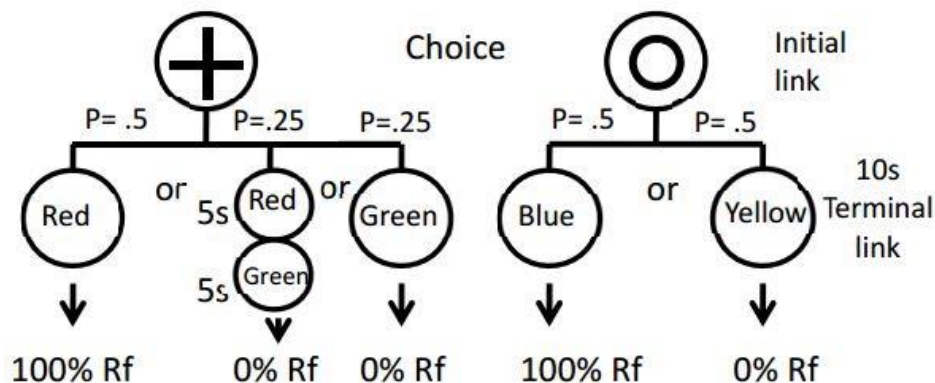 Choice
Initial
link
P= .5
P=.25
P=.25
P= .5
P= .5
Red
or
5s
Red
or
Green
Blue
or
Yellow
10s
Terminal
link
5s
Green
100% Rf
0% Rf
0% Rf
100% Rf
0% Rf